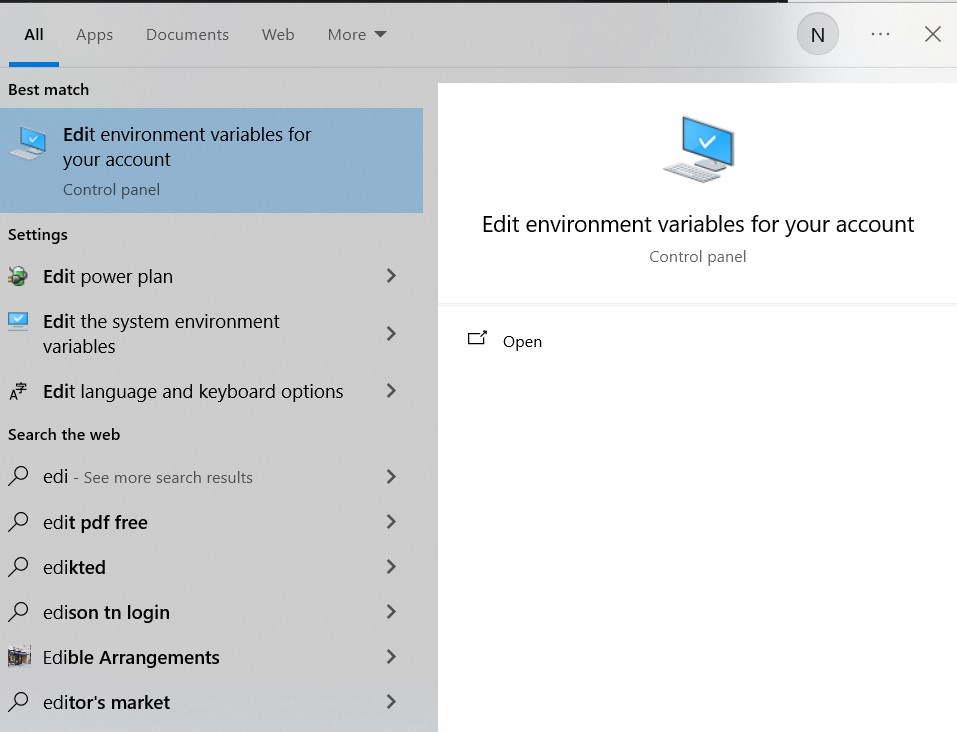 All Apps Documents Web More N ...
Best match
Edit environment variables for
your account
Control panel
Settings
Edit power plan
Edit the system environment
variables
Edit language and keyboard options
Search the web
edi - See more search results
edit pdf free
edikted
edison tn login
Edible Arrangements
editor's market
Edit environment variables for your account
Control panel
Open